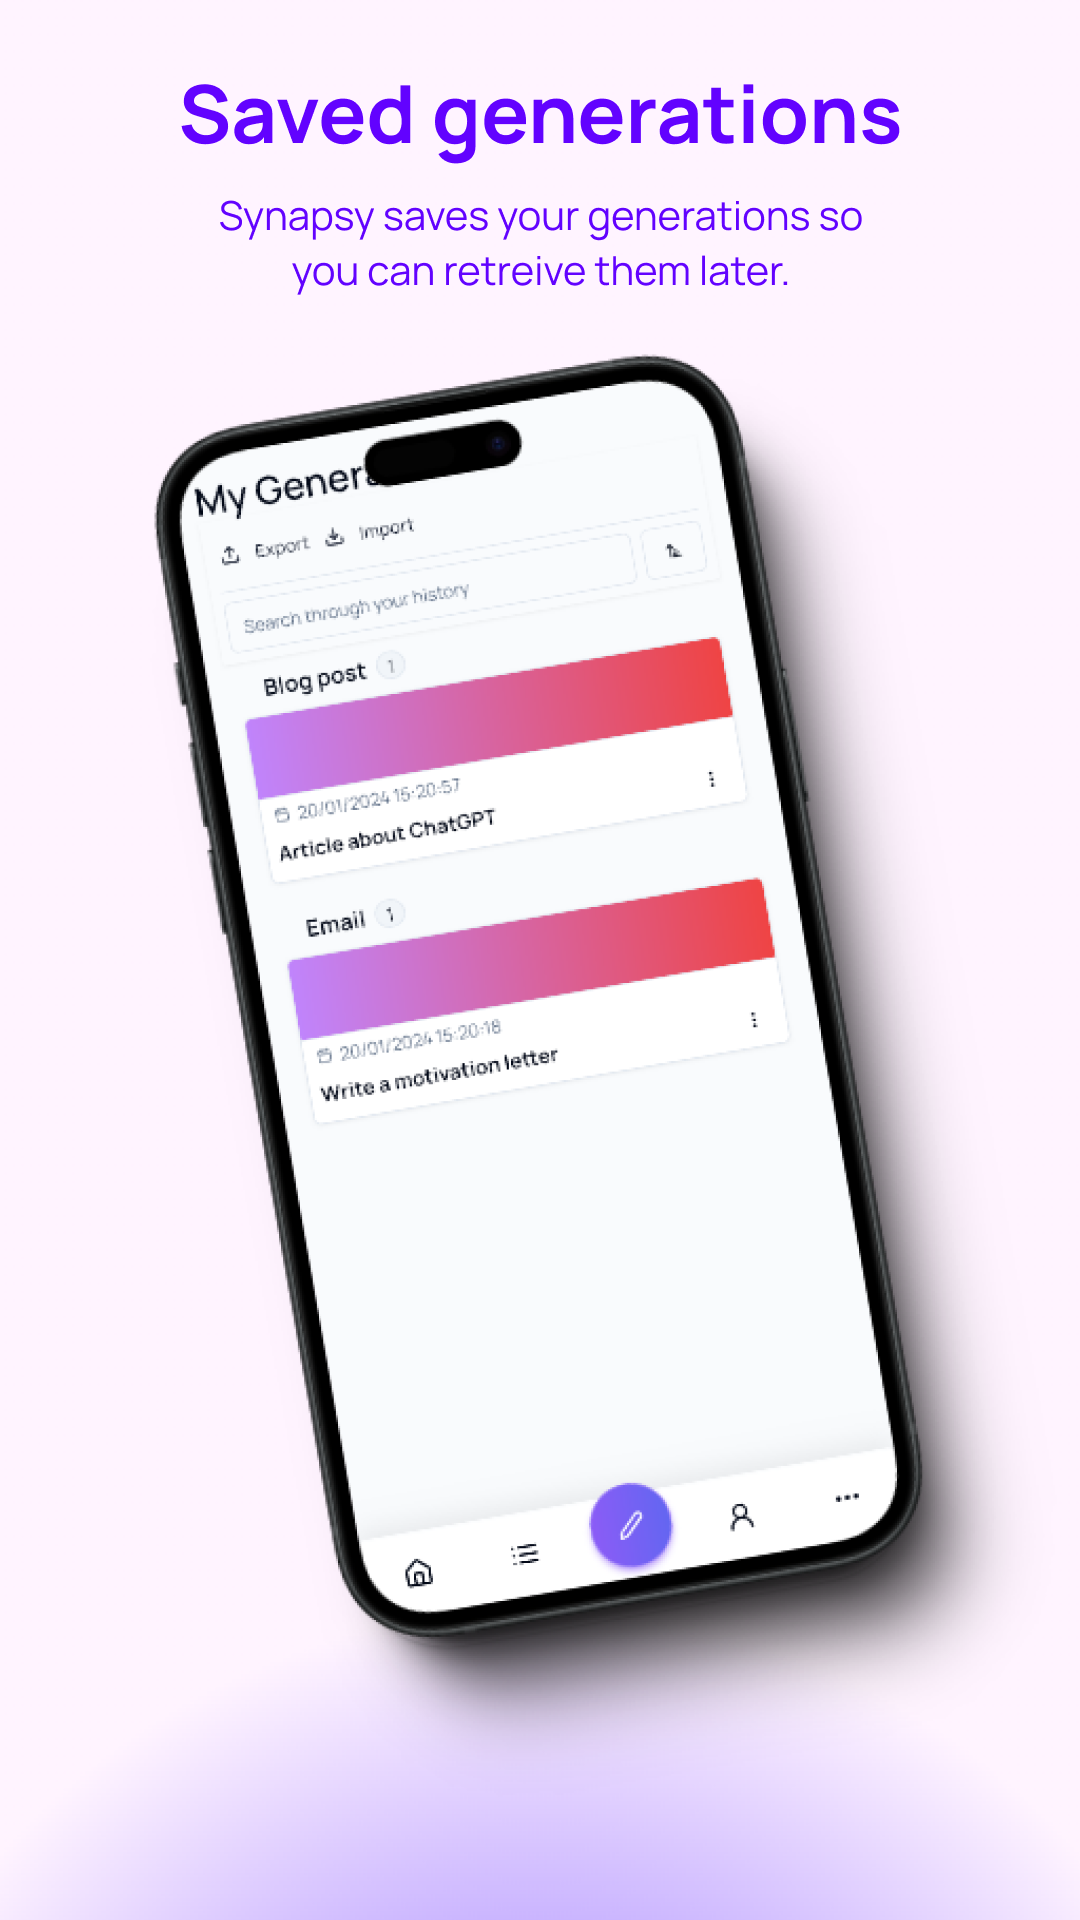 Saved generations
Synapsy saves your generations so
you can retreive them later.
My Genera
Export Import
Search through your history
Blog post 1
20/01/2024 15:20:57
Article about ChatGPT
Email 1
20/01/2024 15:20:18
Write a motivation letter